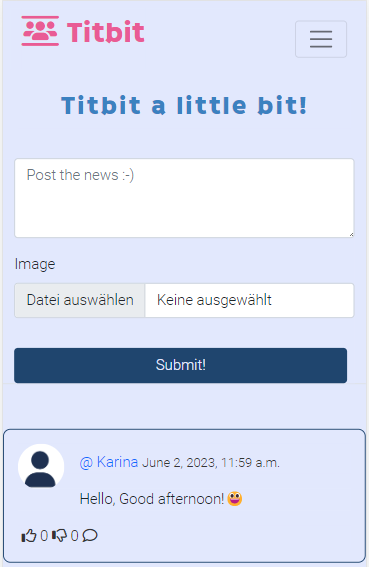 Titbit
Titbit a little bit!
Post the news :-)
Image
Datei auswählen Keine ausgewählt
Submit!
@ Karina June 2, 2023, 11:59 a.m.
Hello, Good afternoon! 😀
0 0